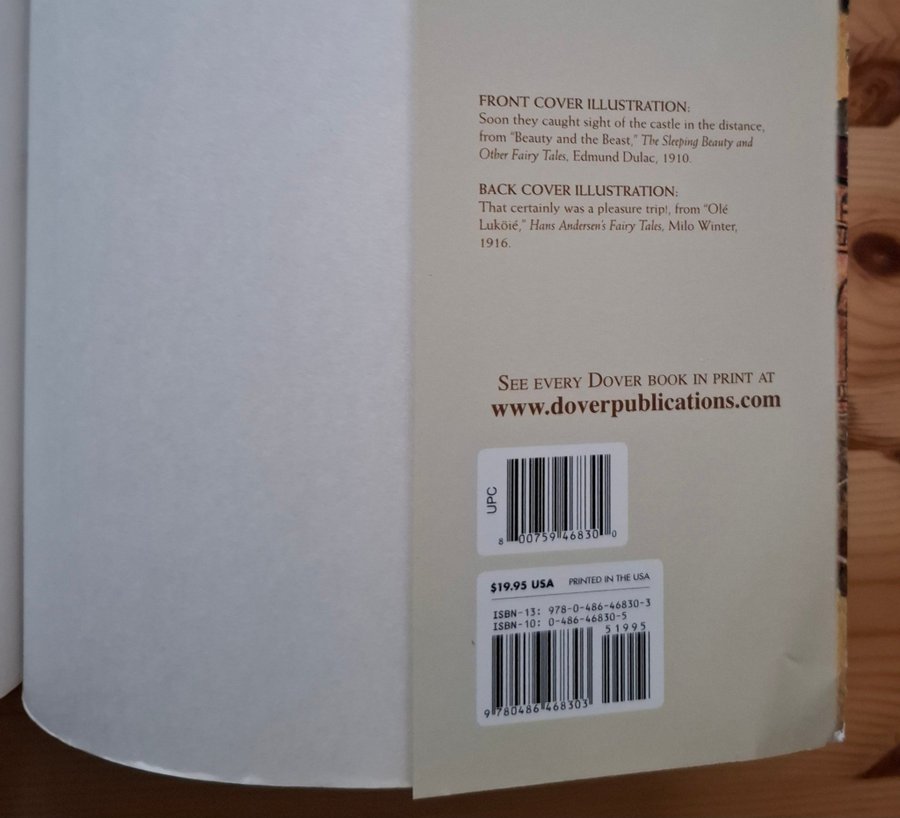 FRONT COVER ILLUSTRATION:
Soon they caught sight of the castle in the distance,
from "Beauty and the Beast," The Sleeping Beauty and
Other Fairy Tales, Edmund Dulac, 1910.
BACK COVER ILLUSTRATION:
That certainly was a pleasure trip!, from "Olé
Luköié," Hans Andersen's Fairy Tales, Milo Winter,
1916.
SEE EVERY DOVER BOOK IN PRINT AT
www.doverpublications.com
UPC
8 00759 46830 0
$19.95 USA PRINTED IN THE USA
ISBN-13: 978-0-486-46830-3
ISBN-10: 0-486-46830-5
51995
9 780486 468303